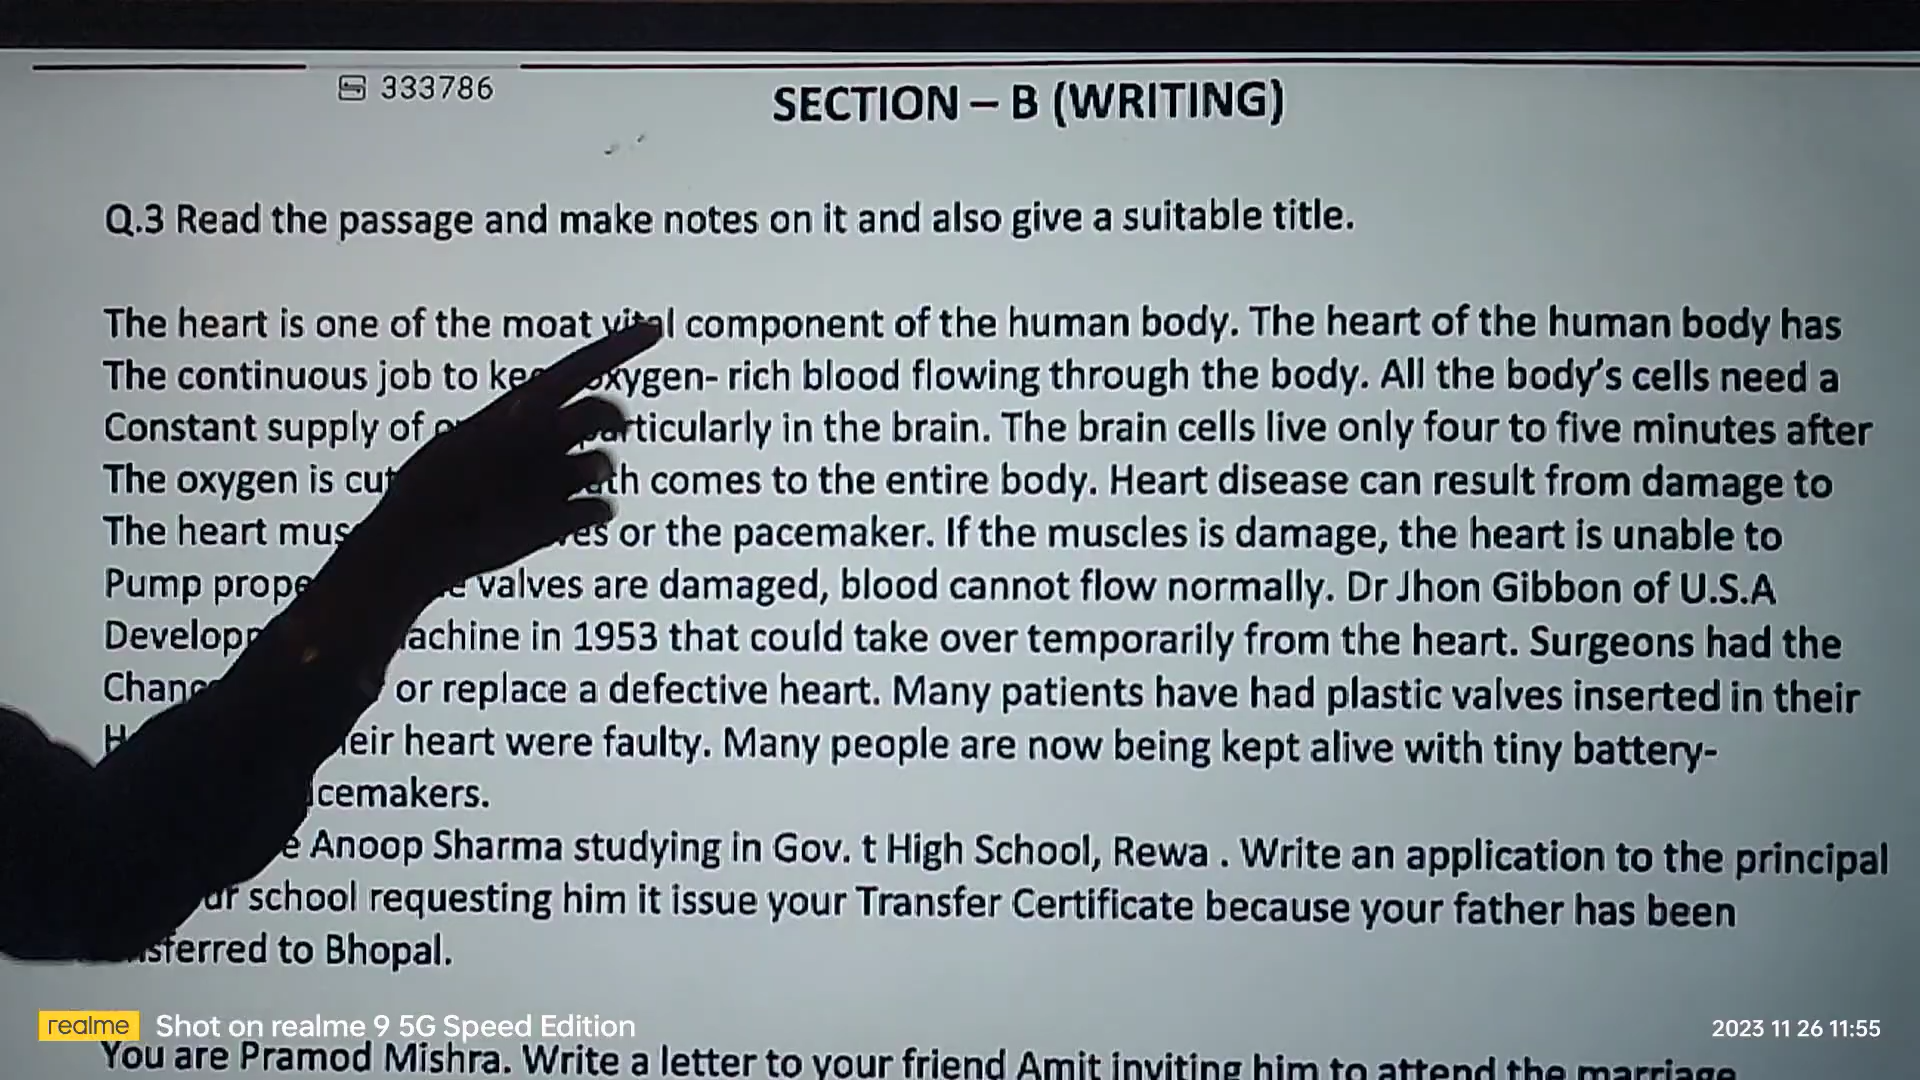 333786
SECTION – B (WRITING)
Q.3 Read the passage and make notes on it and also give a suitable title.
The heart is one of the moat vital component of the human body. The heart of the human body has
The continuous job to oxygen- rich blood flowing through the body. All the body's cells need a
Constant supply of particularly in the brain. The brain cells live only four to five minutes after
The oxygen is cut comes to the entire body. Heart disease can result from damage to
The heart or the pacemaker. If the muscles is damage, the heart is unable to
Pump valves are damaged, blood cannot flow normally. Dr Jhon Gibbon of U.S.A
machine in 1953 that could take over temporarily from the heart. Surgeons had the
or replace a defective heart. Many patients have had plastic valves inserted in their
their heart were faulty. Many people are now being kept alive with tiny battery-
pacemakers.
Anoop Sharma studying in Gov. t High School, Rewa . Write an application to the principal
school requesting him it issue your Transfer Certificate because your father has been
to Bhopal.
realme Shot on realme 9 5G Speed Edition
2023 11 26 11:55
You are Pramod Mishra. Write a letter to your friend Amit inviting him to attend the marriage